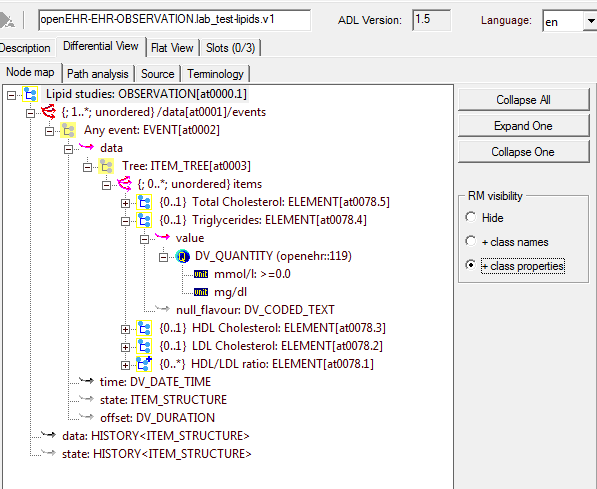 openEHR-EHR-OBSERVATION.lab_test-lipids.v1 ADL Version: 1.5 Language: en
Description Differential View Flat View Slots (0/3)
Node map Path analysis Source Terminology
Lipid studies: OBSERVATION[at0000.1]
{; 1..*; unordered} /data[at0001]/events
Any event: EVENT[at0002]
data
Tree: ITEM_TREE[at0003]
{; 0..*; unordered} items
{0..1} Total Cholesterol: ELEMENT[at0078.5]
{0..1} Triglycerides: ELEMENT[at0078.4]
value
DV_QUANTITY (openehr::119)
unit mmol/l: >=0.0
unit mg/dl
null_flavour: DV_CODED_TEXT
{0..1} HDL Cholesterol: ELEMENT[at0078.3]
{0..1} LDL Cholesterol: ELEMENT[at0078.2]
{0..*} HDL/LDL ratio: ELEMENT[at0078.1]
time: DV_DATE_TIME
state: ITEM_STRUCTURE
offset: DV_DURATION
data: HISTORY<ITEM_STRUCTURE>
state: HISTORY<ITEM_STRUCTURE>
Collapse All
Expand One
Collapse One
RM visibility
Hide
+ class names
+ class properties